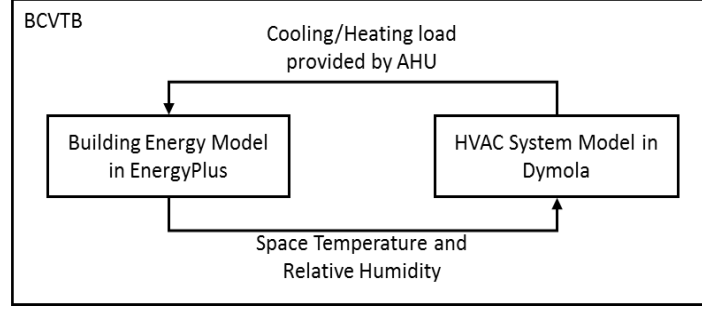 BCVTB
Cooling/Heating load
provided by AHU
Building Energy Model
in EnergyPlus
HVAC System Model in
Dymola
Space Temperature and
Relative Humidity